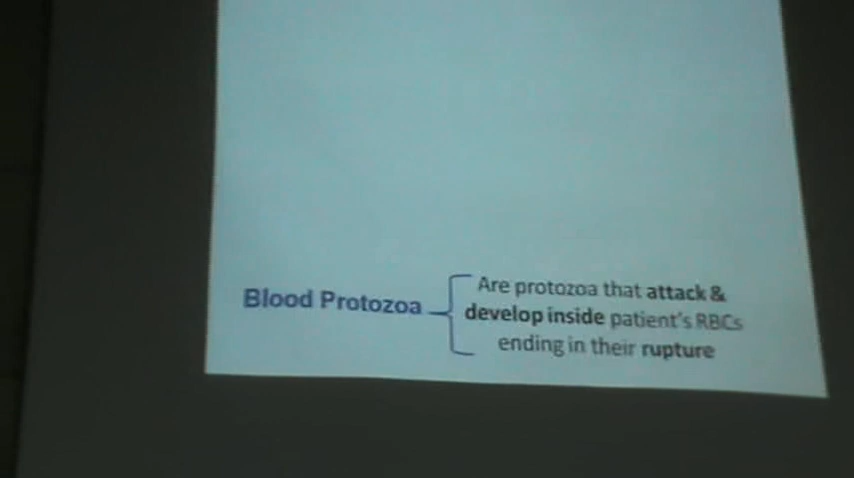 Blood Protozoa
Are protozoa that attack &
develop inside patient's RBCs
ending in their rupture